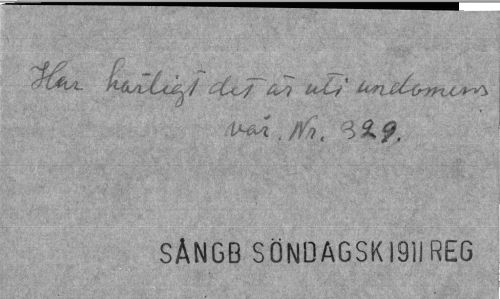 Hur härligt det är uti ungdomens
vår. Nr. 329.
SÅNGB SÖNDAGSK 1911 REG